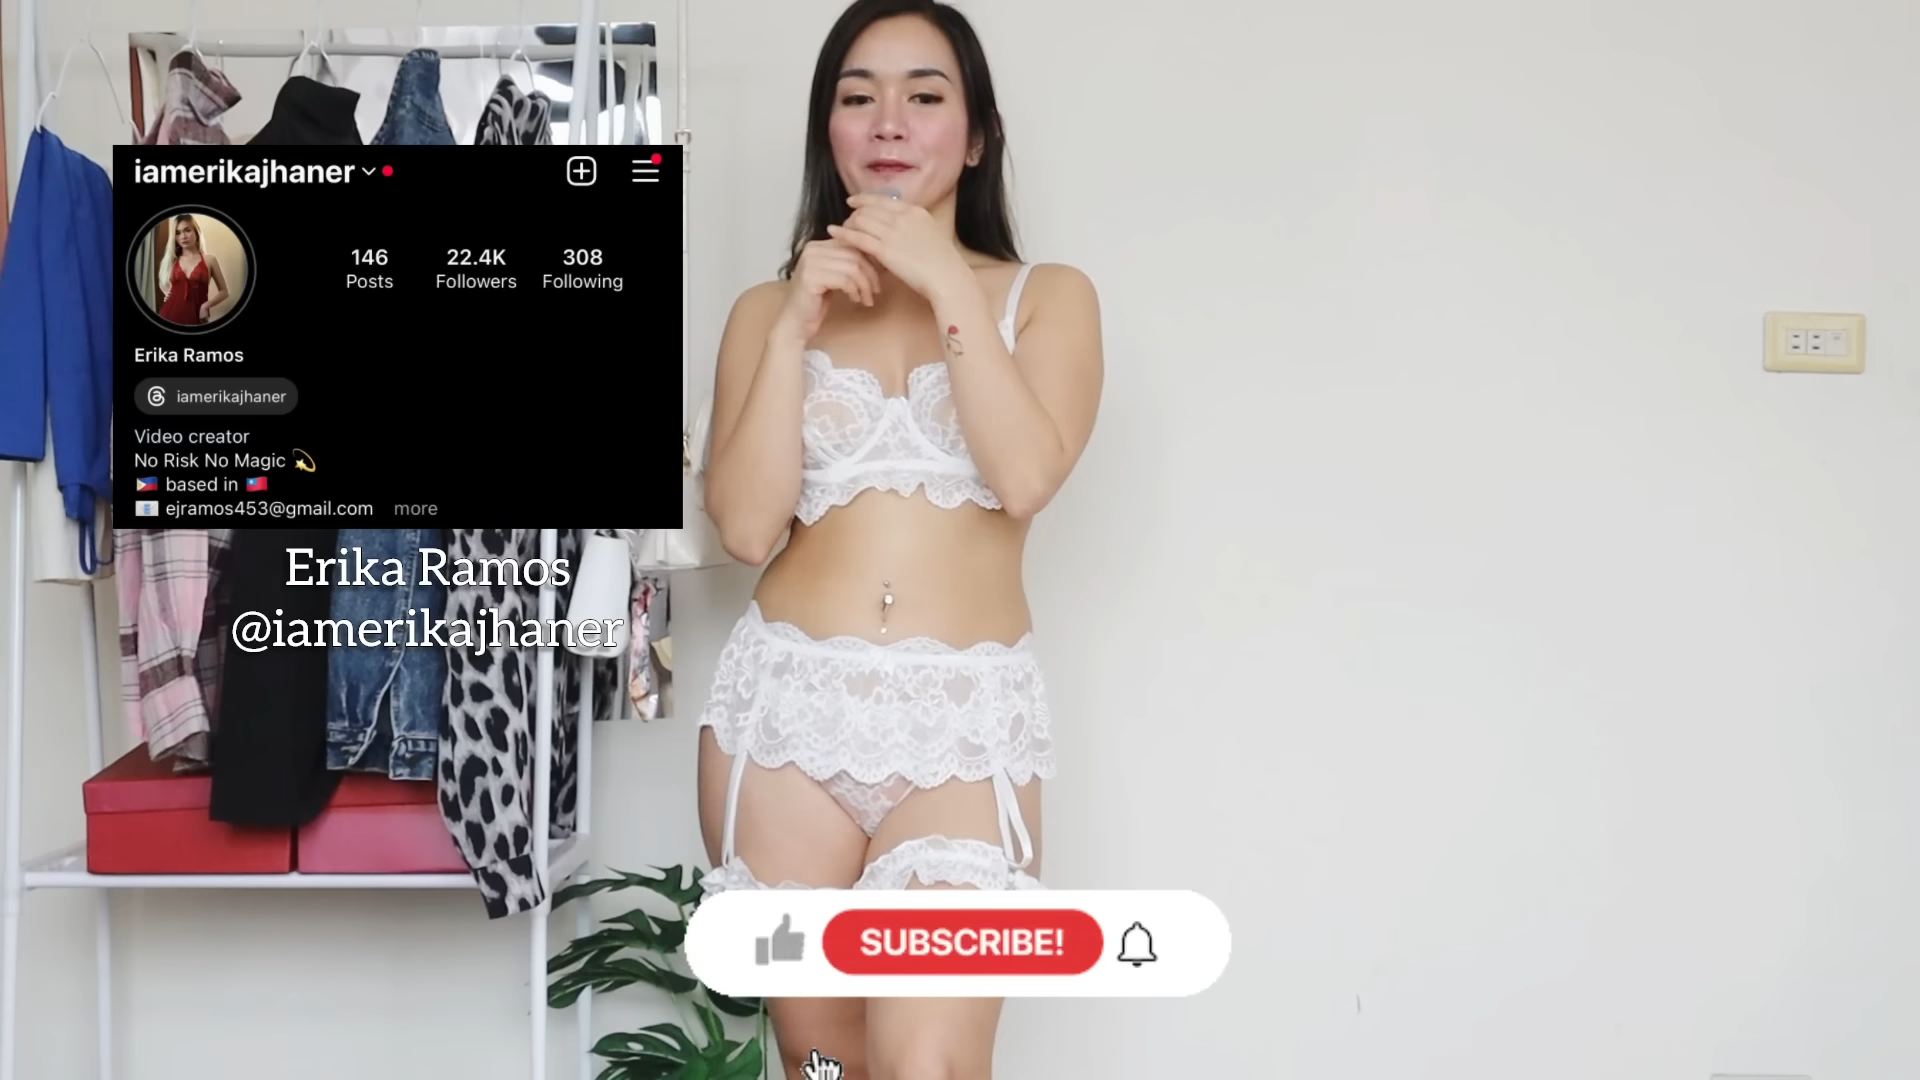 iamerikajhaner
146 22.4K 308
Posts Followers Following
Erika Ramos
iamerikajhaner
Video creator
No Risk No Magic 💫
🇵🇭 based in 🇹🇼
📧 ejramos453@gmail.com more
Erika Ramos
@iamerikajhaner
SUBSCRIBE!